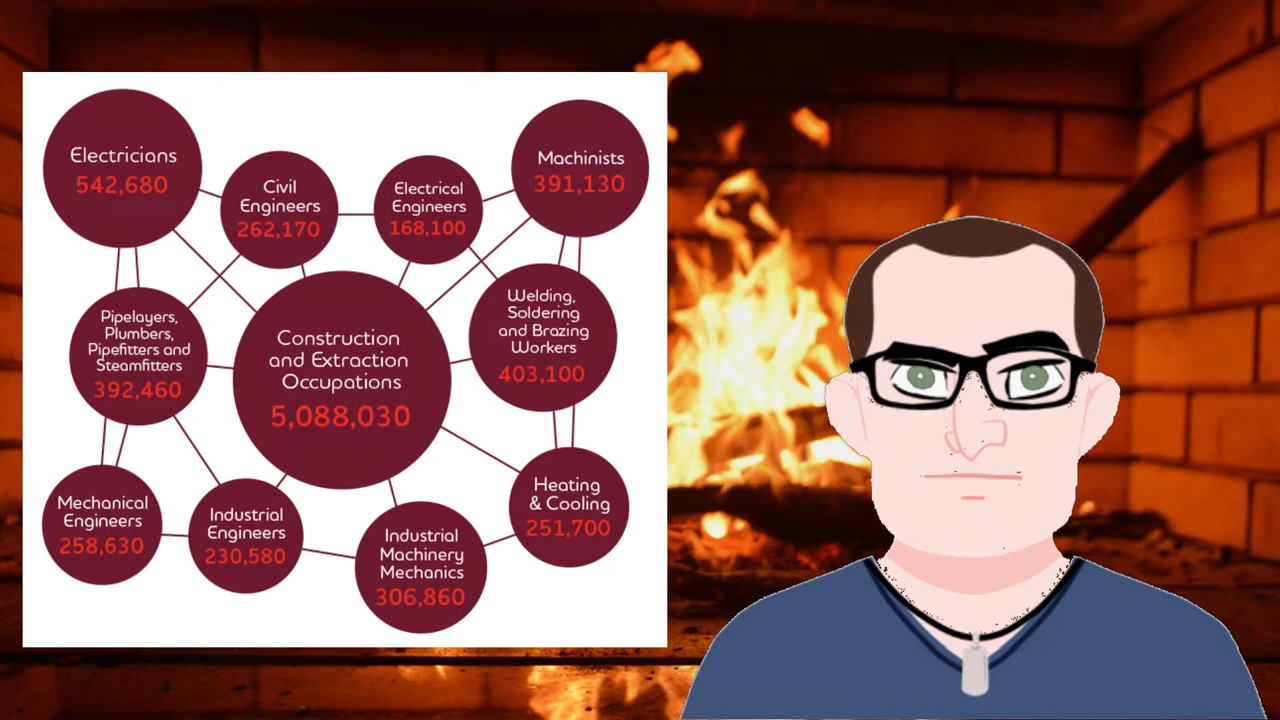 Electricians
542,680
Civil
Engineers
262,170
Electrical
Engineers
168,100
Machinists
391,130
Pipelayers,
Plumbers,
Pipefitters and
Steamfitters
392,460
Construction
and Extraction
Occupations
5,088,030
Welding,
Soldering
and Brazing
Workers
403,100
Mechanical
Engineers
258,630
Industrial
Engineers
230,580
Industrial
Machinery
Mechanics
306,860
Heating
& Cooling
251,700